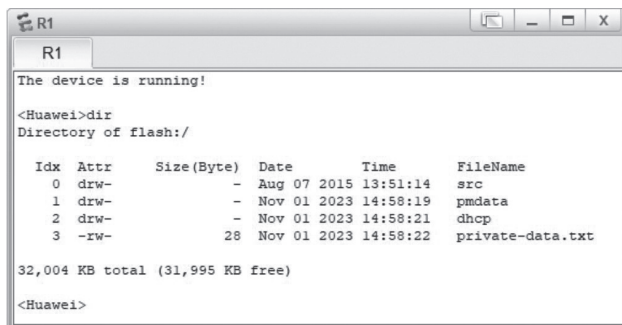 R1
X
R1
The device is running!
<Huawei>dir
Directory of flash:/
Idx Attr Size(Byte) Date Time FileName
0 drw- - Aug 07 2015 13:51:14 src
1 drw- - Nov 01 2023 14:58:19 pmdata
2 drw- - Nov 01 2023 14:58:21 dhcp
3 -rw- 28 Nov 01 2023 14:58:22 private-data.txt
32,004 KB total (31,995 KB free)
<Huawei>